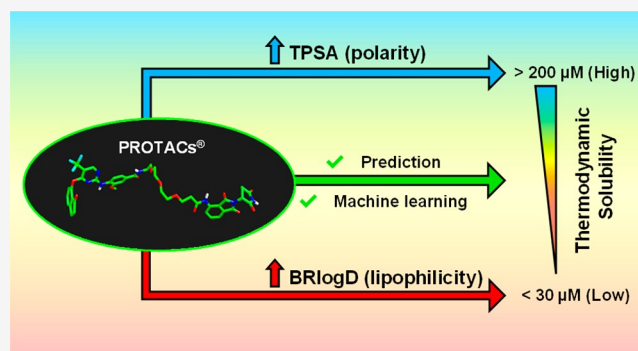 TPSA (polarity)
> 200 µM (High)
PROTACs®
Prediction
Machine learning
Thermodynamic
Solubility
BRlogD (lipophilicity)
< 30 µM (Low)